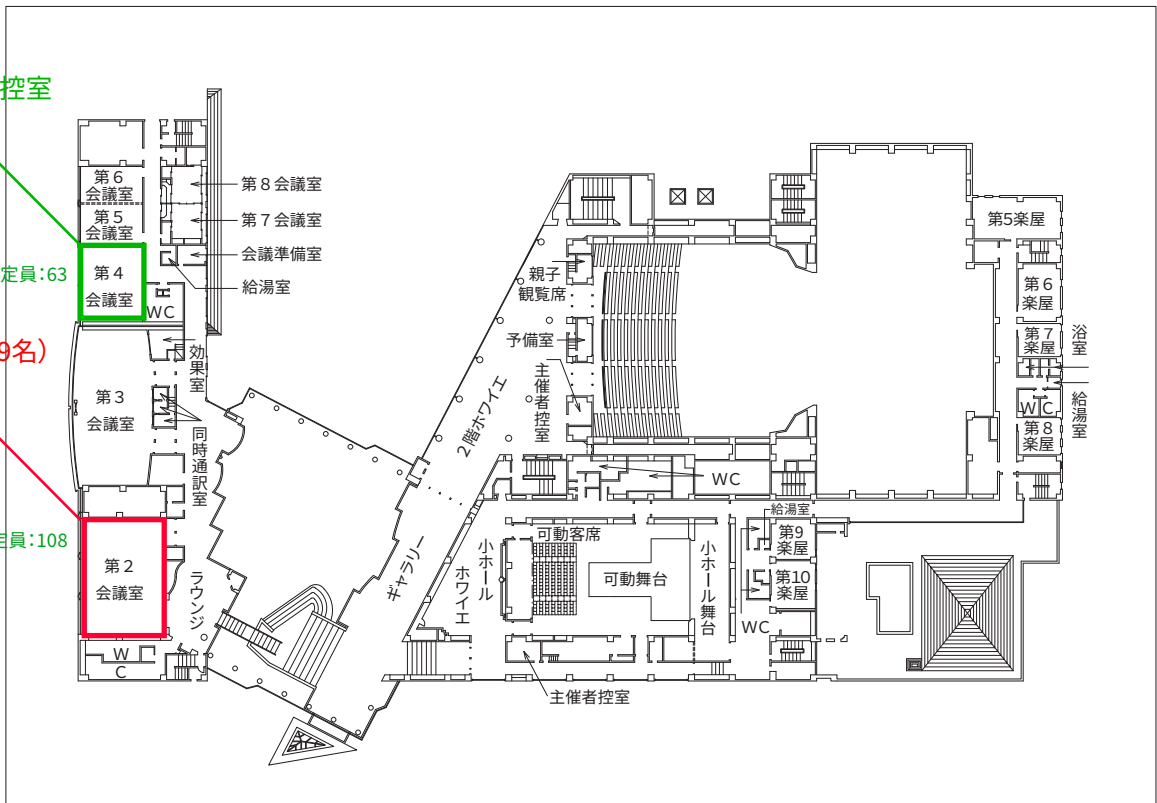 控室
第６
会議室
第５
会議室
第８会議室
第７会議室
会議準備室
給湯室
定員:63
第４
会議室
WC
9名）
効果室
第３
会議室
同時通訳室
定員:108
第２
会議室
ラウンジ
W
C
ギャラリー
２階ホワイエ
親子
観覧席
予備室
主催者控室
WC
小ホール
ホワイエ
可動客席
可動舞台
小ホール舞台
主催者控室
給湯室
第9
楽屋
第10
楽屋
WC
第5楽屋
第６
楽屋
第７
楽屋
浴室
給湯室
WC
第８
楽屋